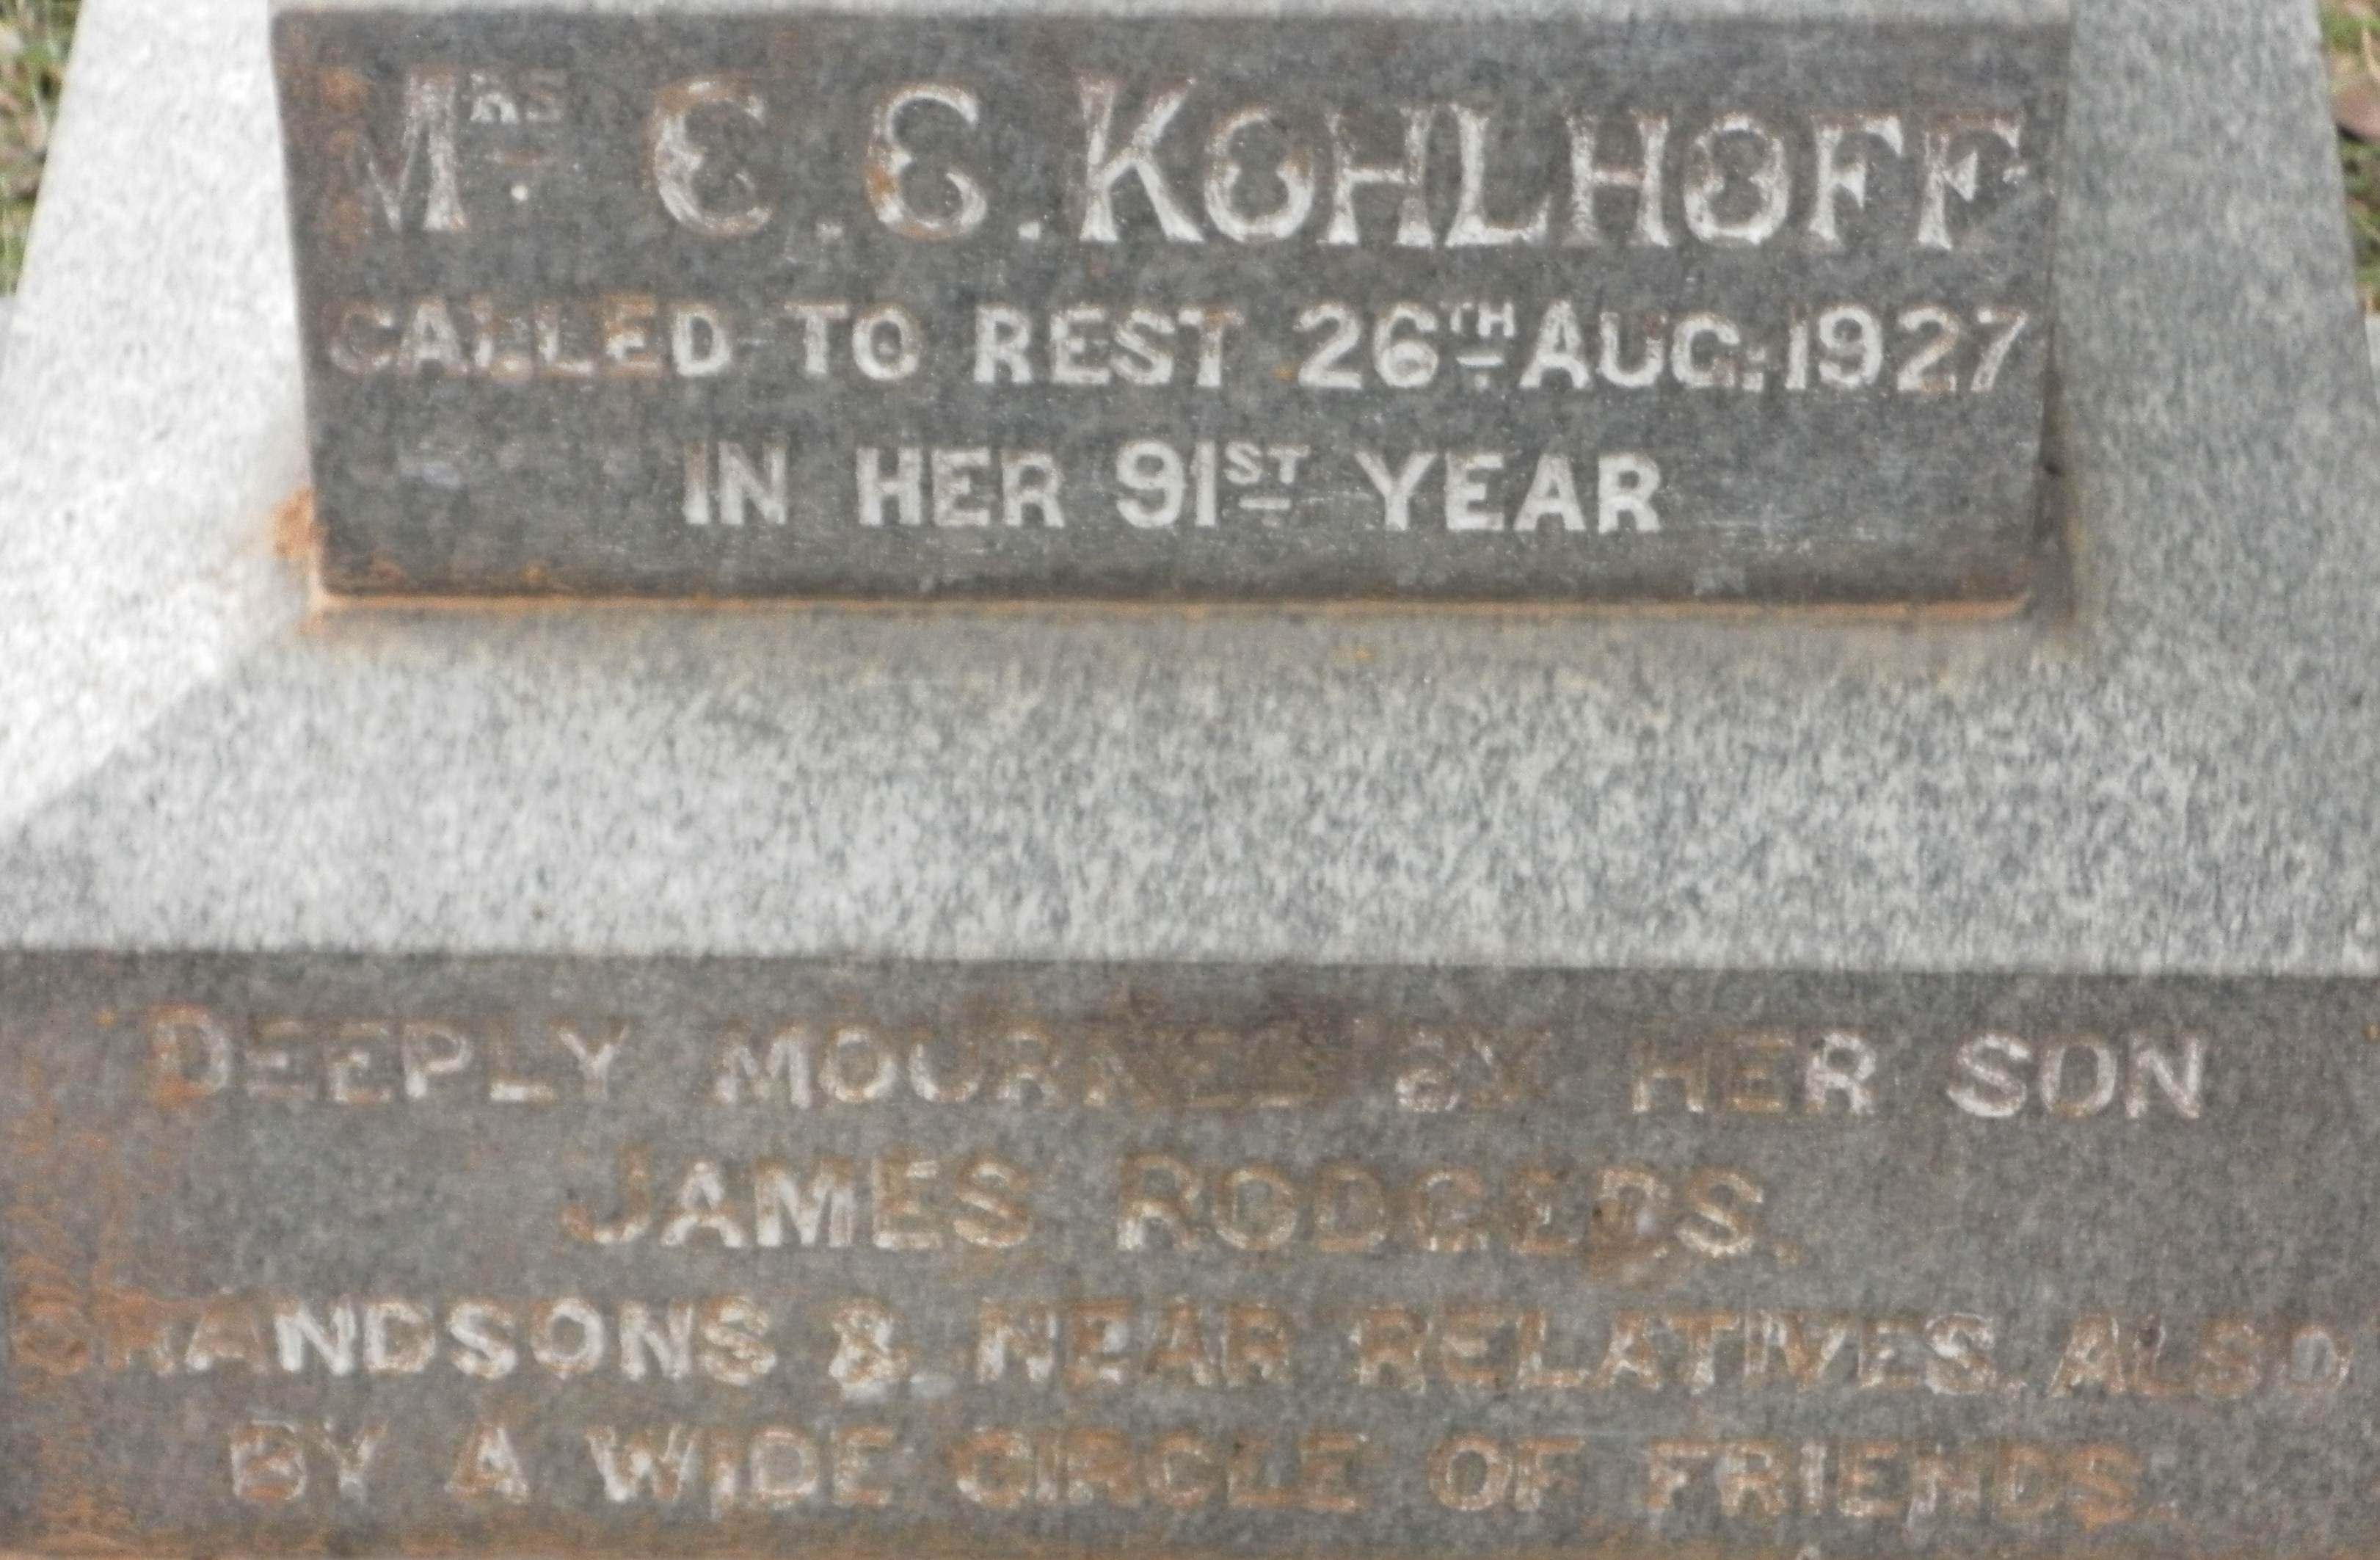 MRS. C. C. KOHLHOFF.
CALLED TO REST 26TH AUG: 1927
IN HER 91ST YEAR
DEEPLY MOURNED BY HER SON
JAMES RODGERS.
GRANDSONS & NEAR RELATIVES, ALSO
BY A WIDE CIRCLE OF FRIENDS.